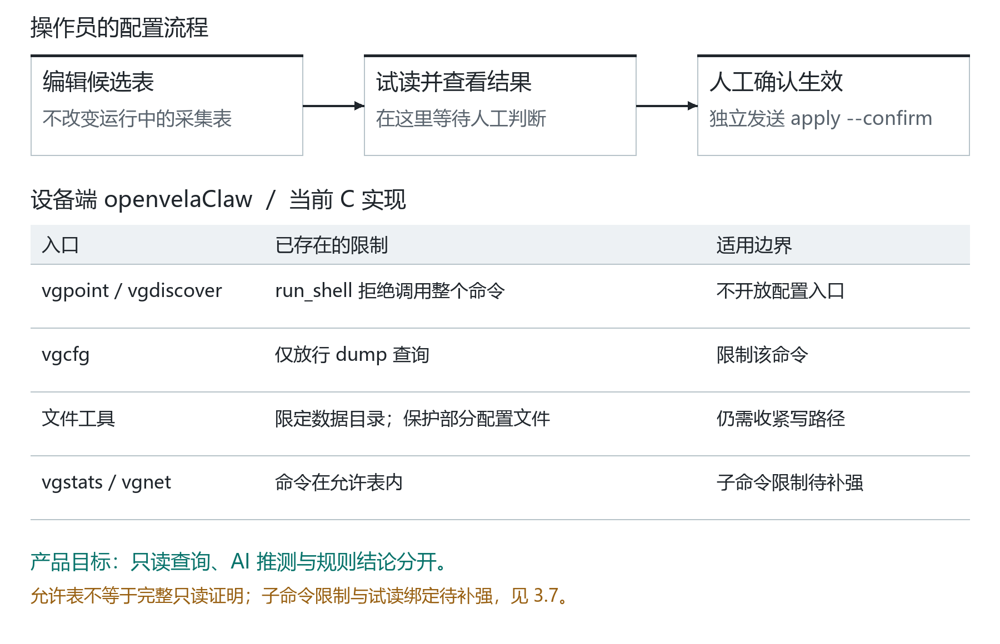 操作员的配置流程
编辑候选表
不改变运行中的采集表
试读并查看结果
在这里等待人工判断
人工确认生效
独立发送 apply --confirm
设备端 openvelaClaw / 当前 C 实现
入口 已存在的限制 适用边界
vgpoint / vgdiscover run_shell 拒绝调用整个命令 不开放配置入口
vgcfg 仅放行 dump 查询 限制该命令
文件工具 限定数据目录；保护部分配置文件 仍需收紧写路径
vgstats / vgnet 命令在允许表内 子命令限制待补强
产品目标：只读查询、AI 推测与规则结论分开。
允许表不等于完整只读证明；子命令限制与试读绑定待补强，见 3.7。